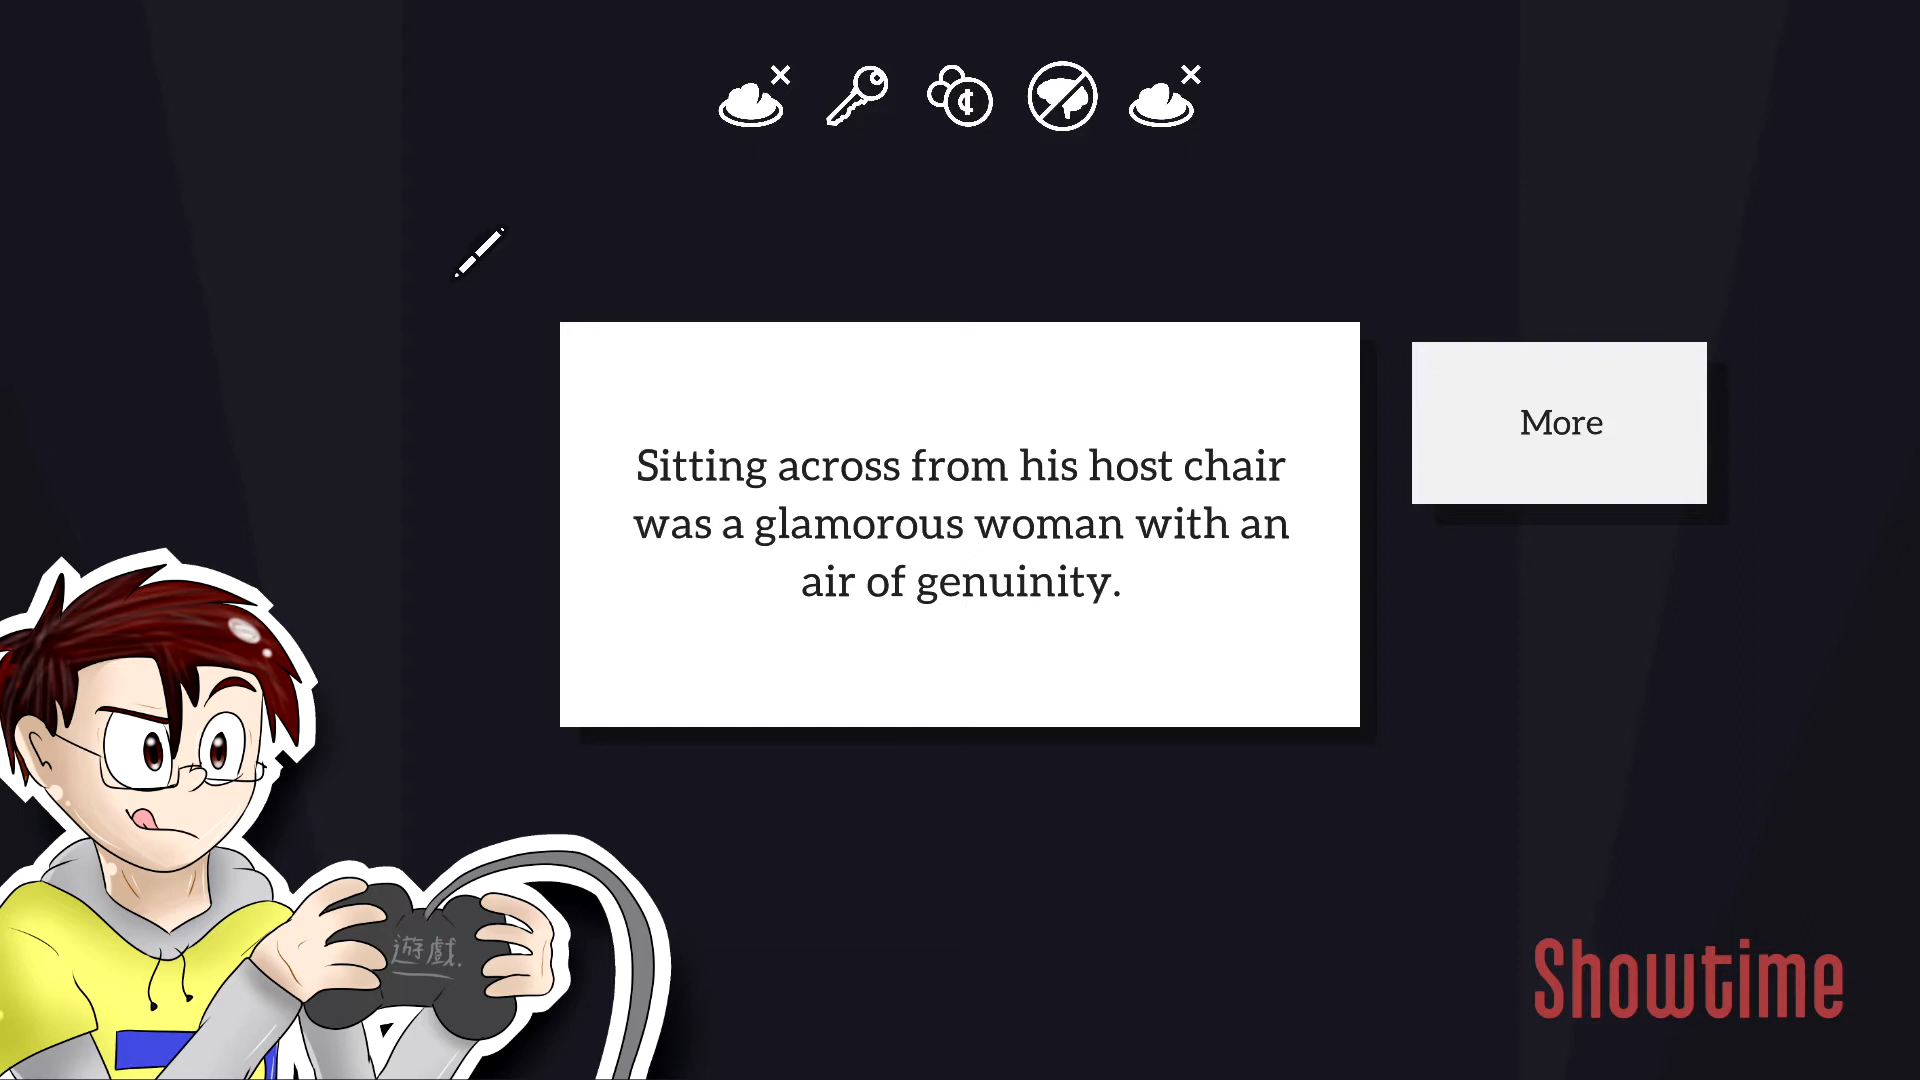 Sitting across from his host chair
was a glamorous woman with an
air of genuinity.
More
遊戲.
Showtime